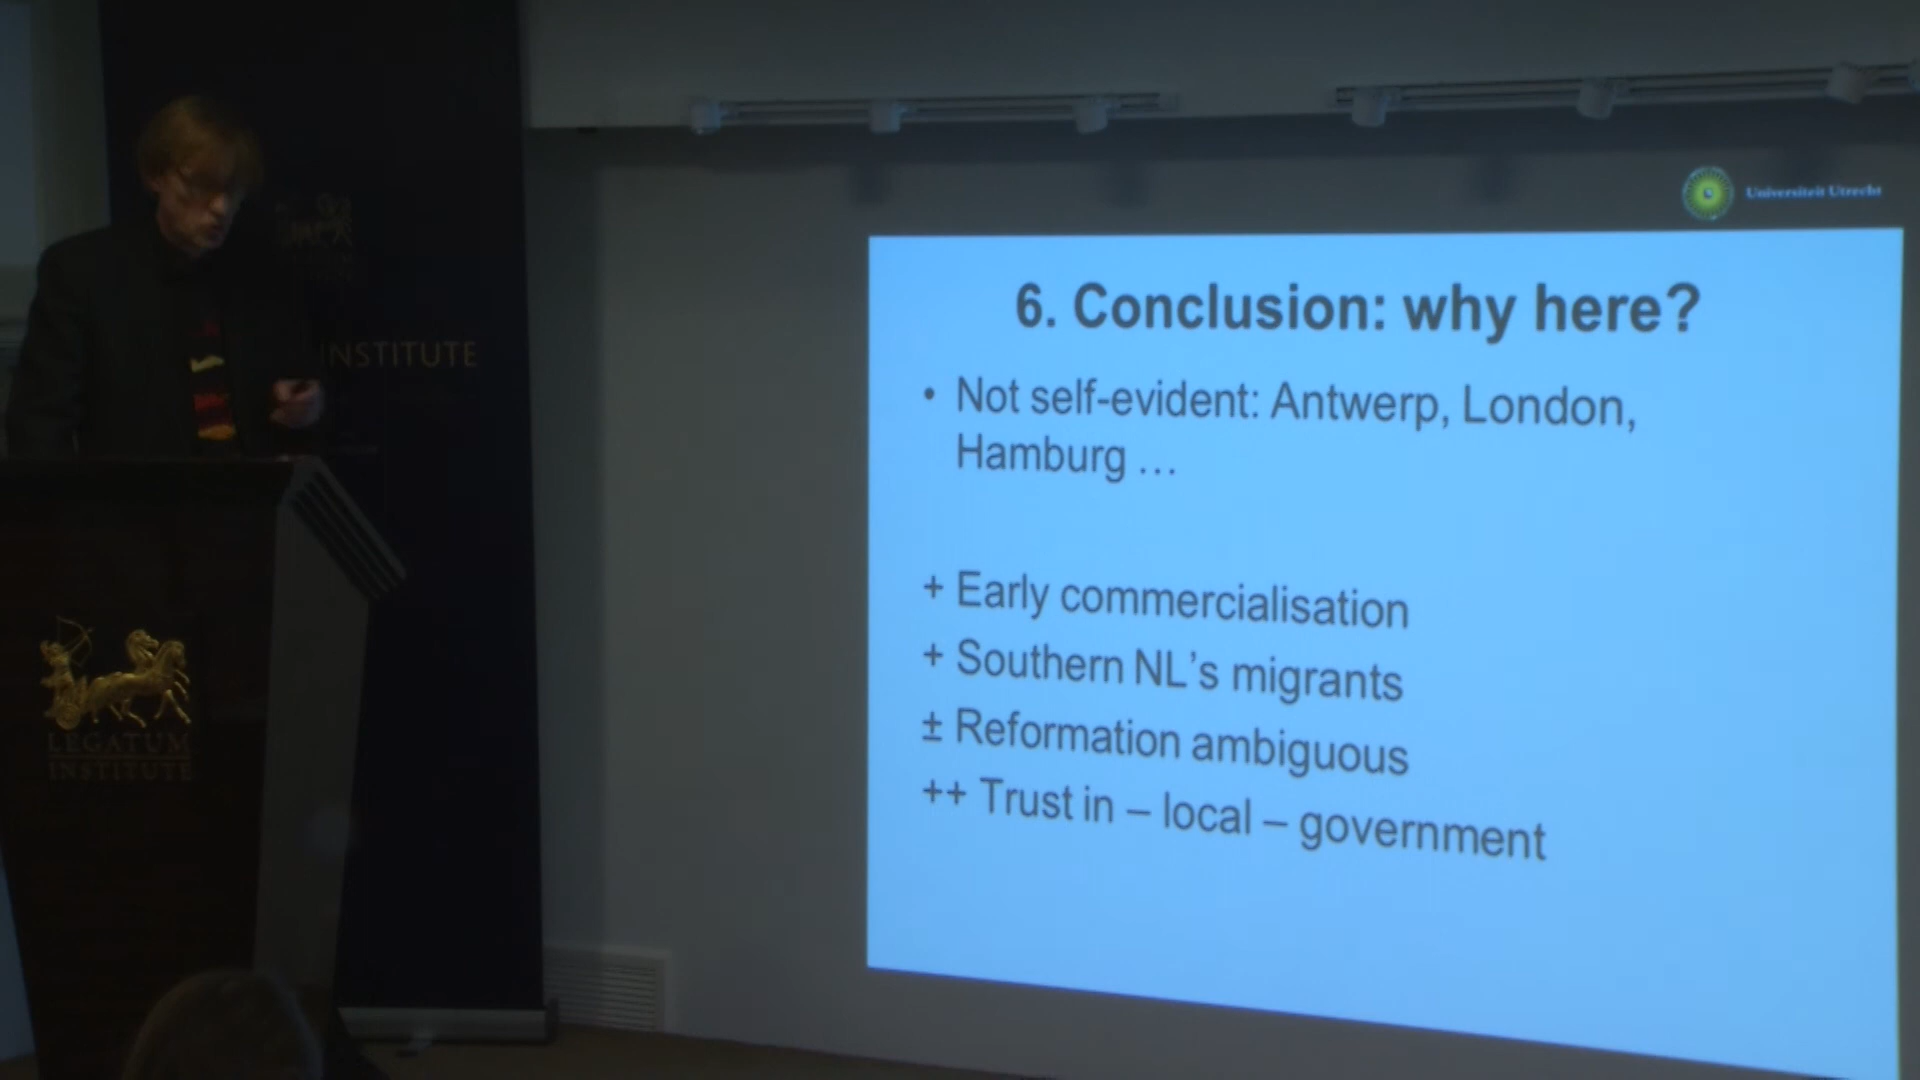 Universiteit Utrecht
6. Conclusion: why here?
• Not self-evident: Antwerp, London,
Hamburg …
+ Early commercialisation
+ Southern NL's migrants
± Reformation ambiguous
++ Trust in – local – government
INSTITUTE
LEGATUM
INSTITUTE